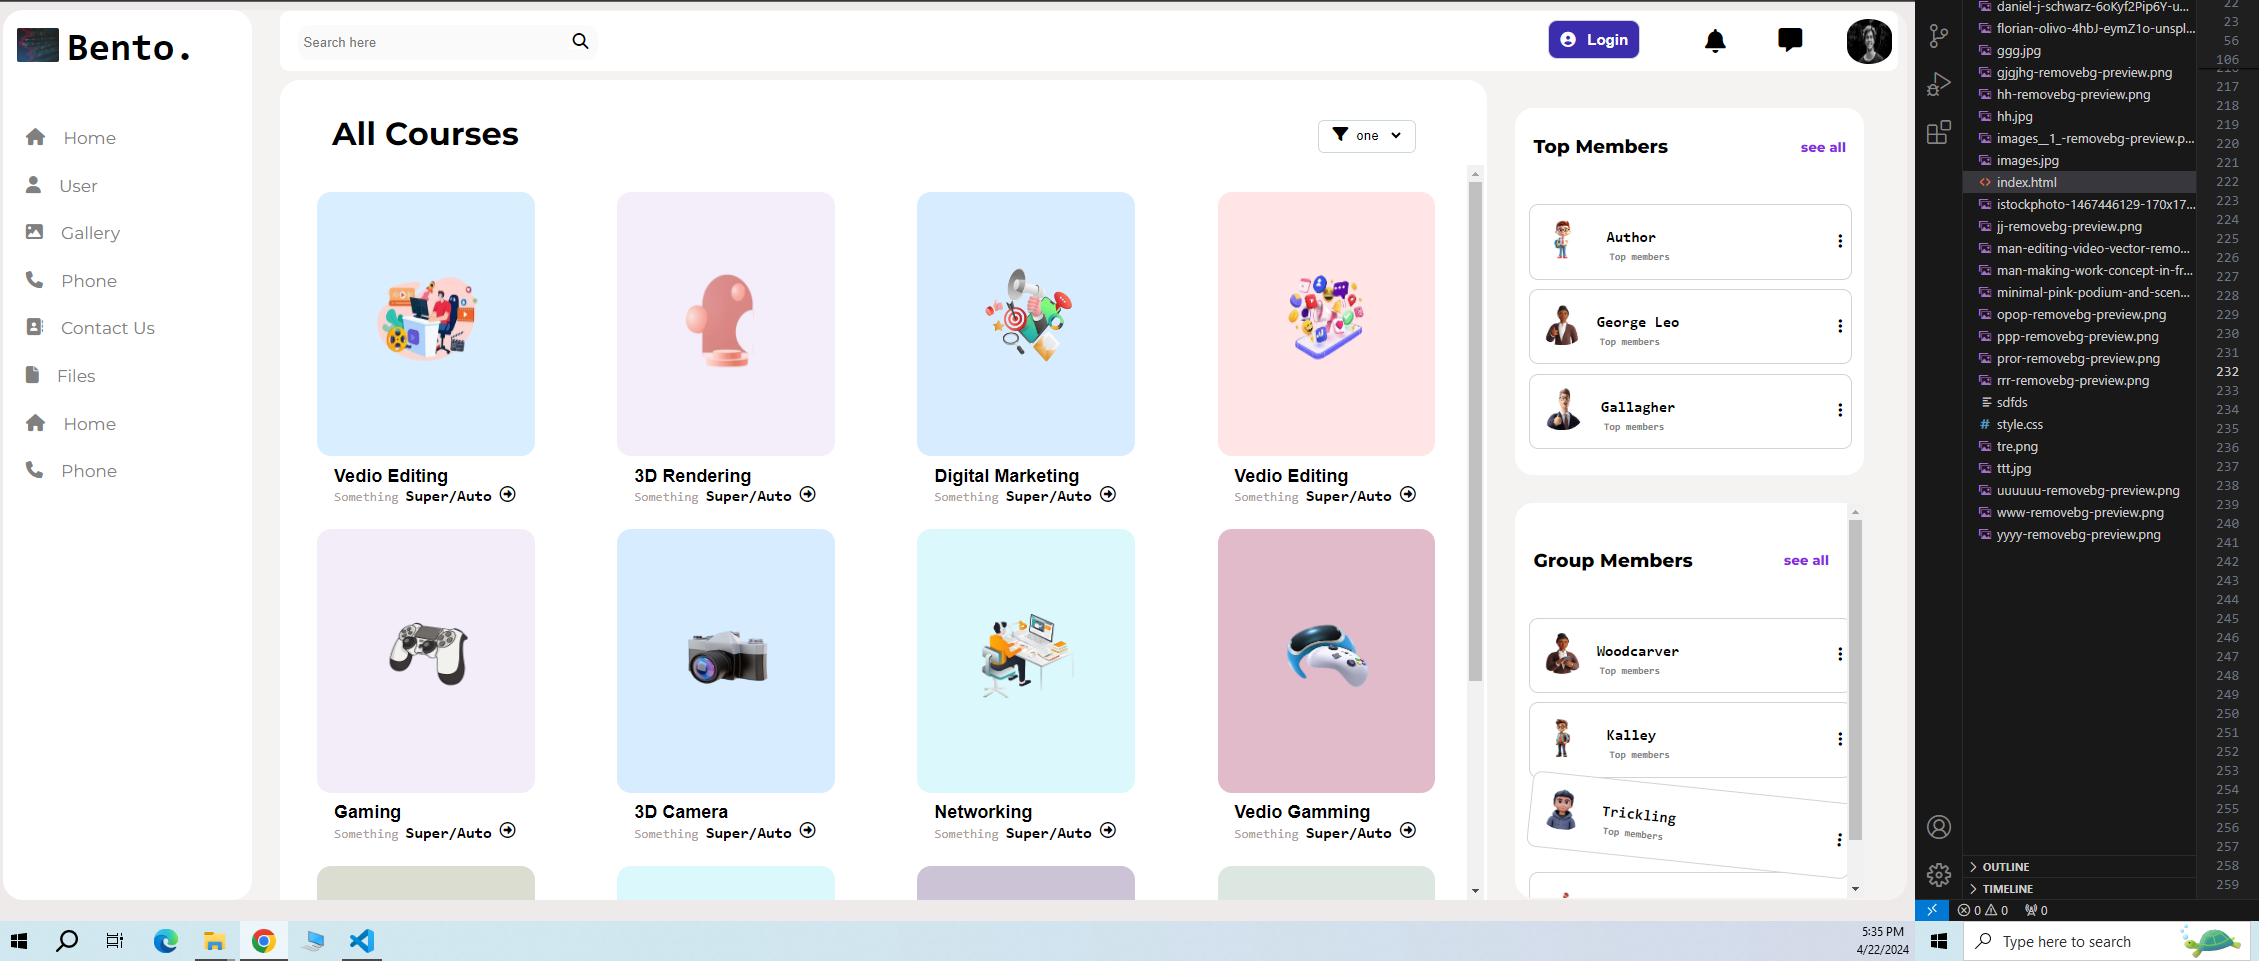 Bento.
Home
User
Gallery
Phone
Contact Us
Files
Home
Phone
Search here
Login
All Courses
one
Vedio Editing
Something Super/Auto
3D Rendering
Something Super/Auto
Digital Marketing
Something Super/Auto
Vedio Editing
Something Super/Auto
Gaming
Something Super/Auto
3D Camera
Something Super/Auto
Networking
Something Super/Auto
Vedio Gamming
Something Super/Auto
Top Members
see all
Author
Top members
George Leo
Top members
Gallagher
Top members
Group Members
see all
Woodcarver
Top members
Kalley
Top members
Trickling
Top members
daniel-j-schwarz-6oKyf2Pip6Y-u...
florian-olivo-4hbJ-eymZ1o-unspl...
ggg.jpg
gjgjhg-removebg-preview.png
hh-removebg-preview.png
hh.jpg
images__1_-removebg-preview.p...
images.jpg
index.html
istockphoto-1467446129-170x17...
jj-removebg-preview.png
man-editing-video-vector-remo...
man-making-work-concept-in-fr...
minimal-pink-podium-and-scen...
opop-removebg-preview.png
ppp-removebg-preview.png
pror-removebg-preview.png
rrr-removebg-preview.png
sdfds
style.css
tre.png
ttt.jpg
uuuuuu-removebg-preview.png
www-removebg-preview.png
yyyy-removebg-preview.png
OUTLINE
TIMELINE
0 0 0
22
23
56
106
217
218
219
220
221
222
223
224
225
226
227
228
229
230
231
232
233
234
235
236
237
238
239
240
241
242
243
244
245
246
247
248
249
250
251
252
253
254
255
256
257
258
259
5:35 PM
4/22/2024
Type here to search